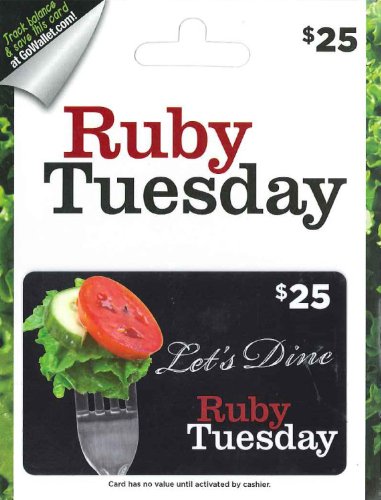 Track balance
& save this card
at GoWallet.com!
$25
Ruby
Tuesday
$25
Let's Dine
Ruby
Tuesday
Card has no value until activated by cashier.